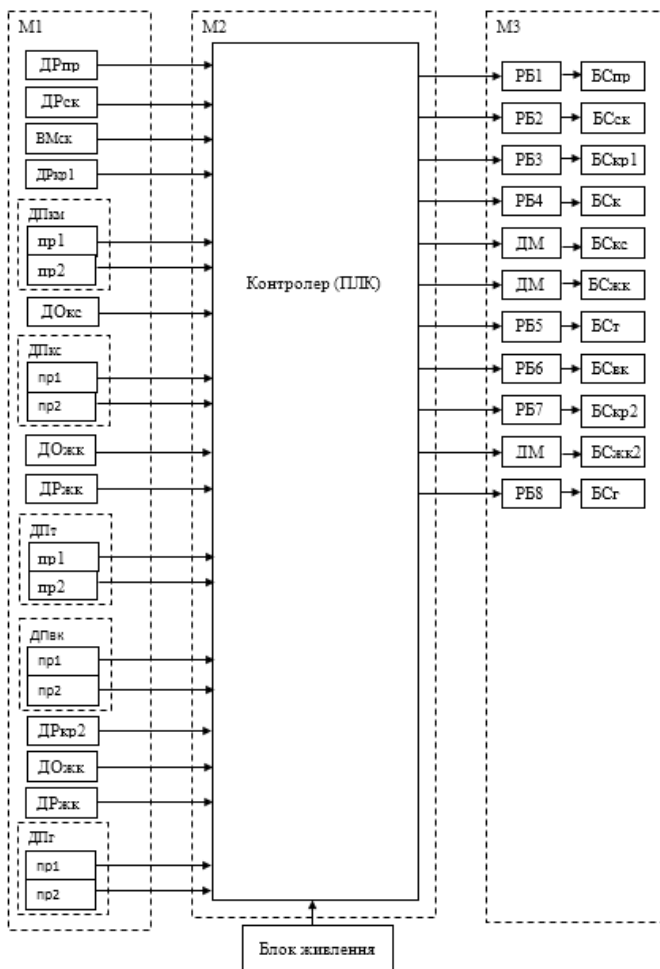 М1
М2
М3
ДРпр
ДРск
ВМск
ДРкр1
ДПкм
пр1
пр2
ДОкс
ДПкс
пр1
пр2
ДОжк
ДРжк
ДПт
пр1
пр2
ДПвк
пр1
пр2
ДРкр2
ДОжк
ДРжк
ДПг
пр1
пр2
Контролер (ПЛК)
Блок живлення
РБ1 БСпр
РБ2 БСск
РБ3 БСкр1
РБ4 БСк
ДМ БСкс
ДМ БСжк
РБ5 БСт
РБ6 БСвк
РБ7 БСкр2
ДМ БСжк2
РБ8 БСг